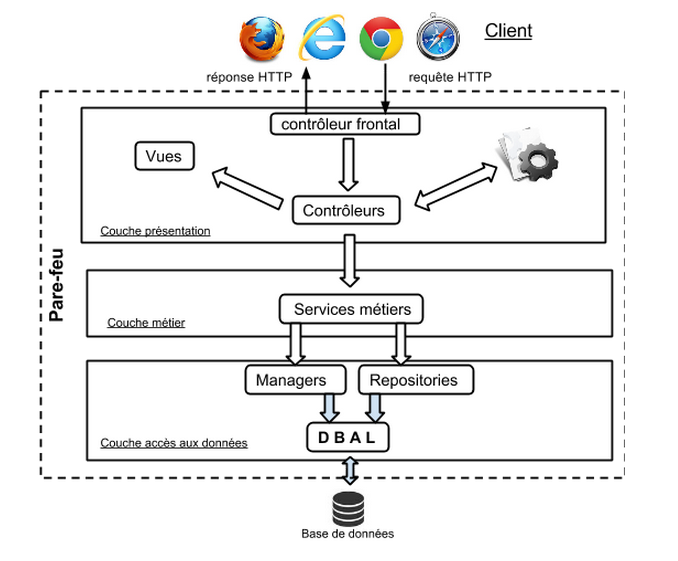 Client
réponse HTTP
requête HTTP
contrôleur frontal
Vues
Contrôleurs
Couche présentation
Pare-feu
Services métiers
Couche métier
Managers
Repositories
D B A L
Couche accès aux données
Base de données